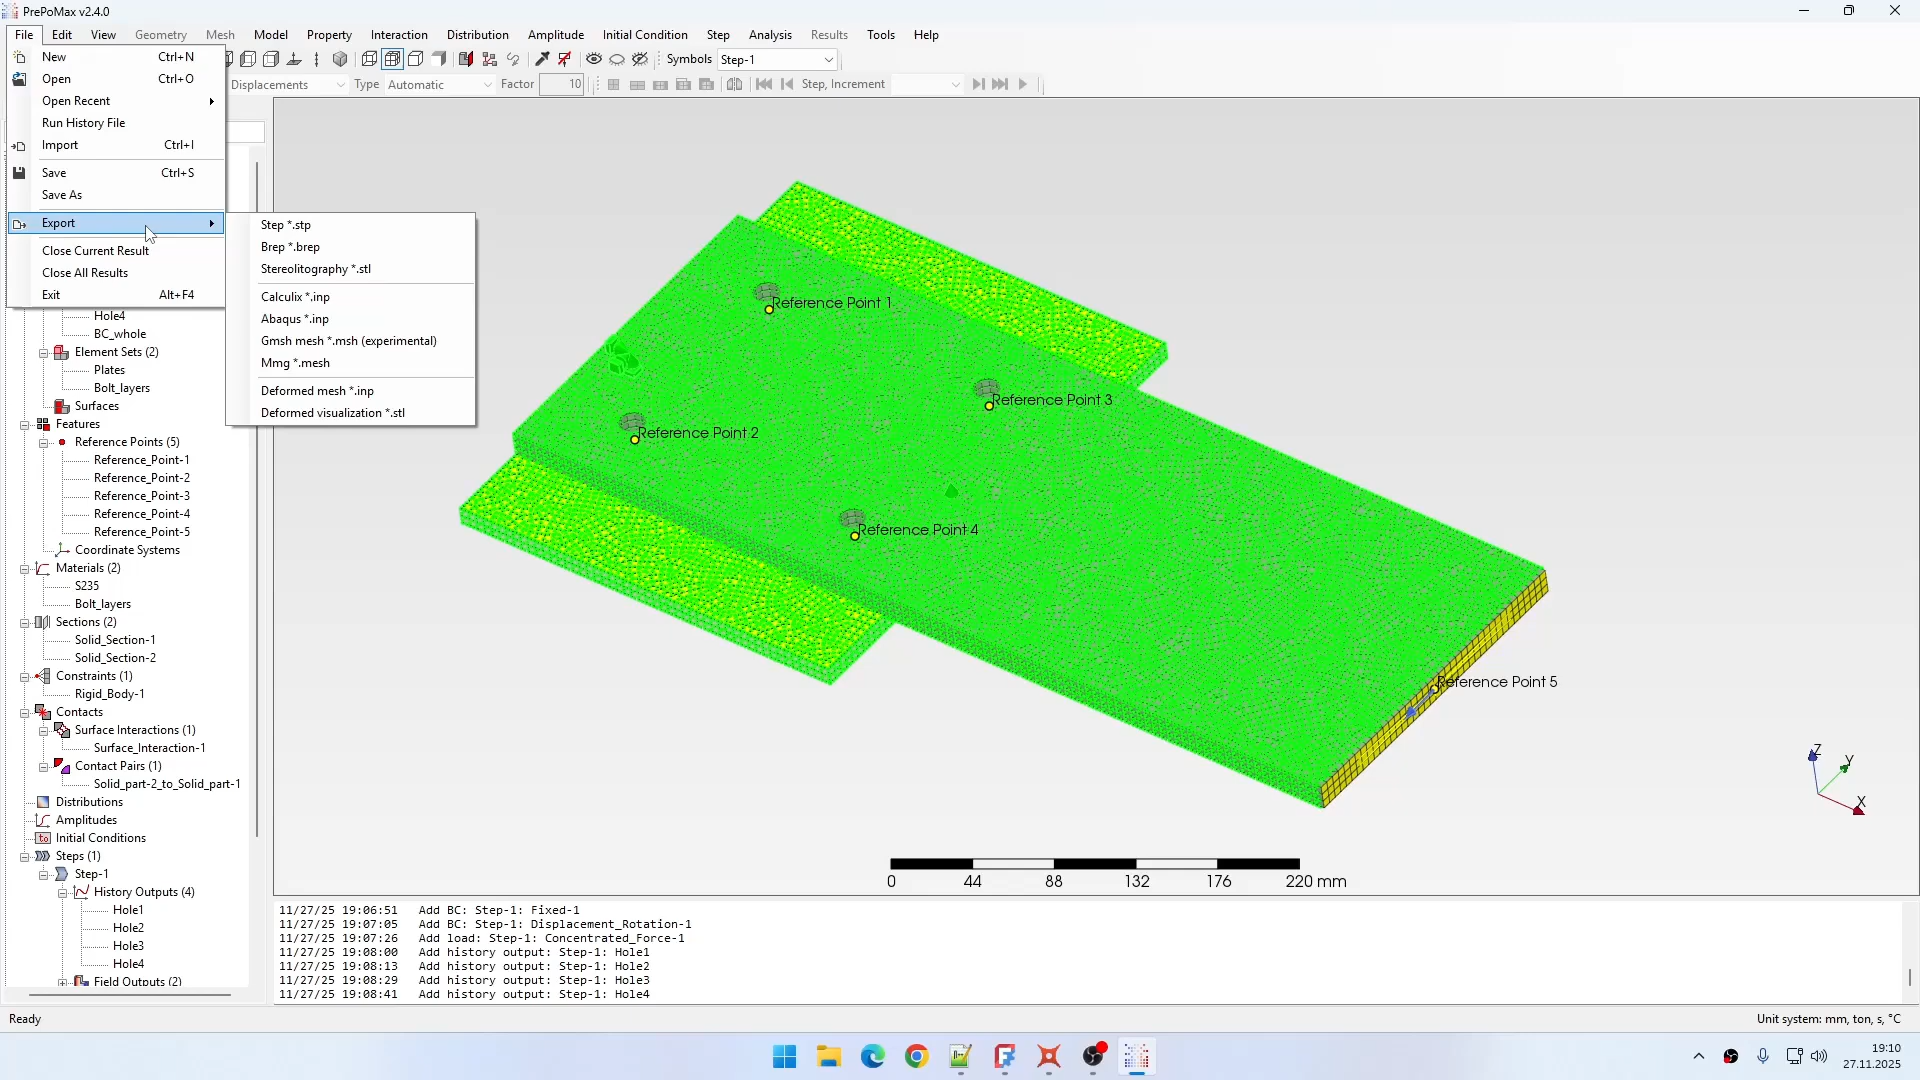 PrePoMax v2.4.0
File Edit View Geometry Mesh Model Property Interaction Distribution Amplitude Initial Condition Step Analysis Results Tools Help
Symbols Step-1
Displacements Type Automatic Factor 10 Step, Increment
New Ctrl+N
Open Ctrl+O
Open Recent
Run History File
Import Ctrl+I
Save Ctrl+S
Save As
Export
Close Current Result
Close All Results
Exit Alt+F4
Step *.stp
Brep *.brep
Stereolitography *.stl
Calculix *.inp
Abaqus *.inp
Gmsh mesh *.msh (experimental)
Mmg *.mesh
Deformed mesh *.inp
Deformed visualization *.stl
Hole4
BC_whole
Element Sets (2)
Plates
Bolt_layers
Surfaces
Features
Reference Points (5)
Reference_Point-1
Reference_Point-2
Reference_Point-3
Reference_Point-4
Reference_Point-5
Coordinate Systems
Materials (2)
S235
Bolt_layers
Sections (2)
Solid_Section-1
Solid_Section-2
Constraints (1)
Rigid_Body-1
Contacts
Surface Interactions (1)
Surface_Interaction-1
Contact Pairs (1)
Solid_part-2_to_Solid_part-1
Distributions
Amplitudes
Initial Conditions
Steps (1)
Step-1
History Outputs (4)
Hole1
Hole2
Hole3
Hole4
Field Outputs (2)
Reference Point 1
Reference Point 3
Reference Point 2
Reference Point 4
Reference Point 5
Z
Y
X
0 44 88 132 176 220 mm
11/27/25 19:06:51 Add BC: Step-1: Fixed-1
11/27/25 19:07:05 Add BC: Step-1: Displacement_Rotation-1
11/27/25 19:07:26 Add load: Step-1: Concentrated_Force-1
11/27/25 19:08:00 Add history output: Step-1: Hole1
11/27/25 19:08:13 Add history output: Step-1: Hole2
11/27/25 19:08:29 Add history output: Step-1: Hole3
11/27/25 19:08:41 Add history output: Step-1: Hole4
Ready
Unit system: mm, ton, s, °C
19:10
27.11.2025